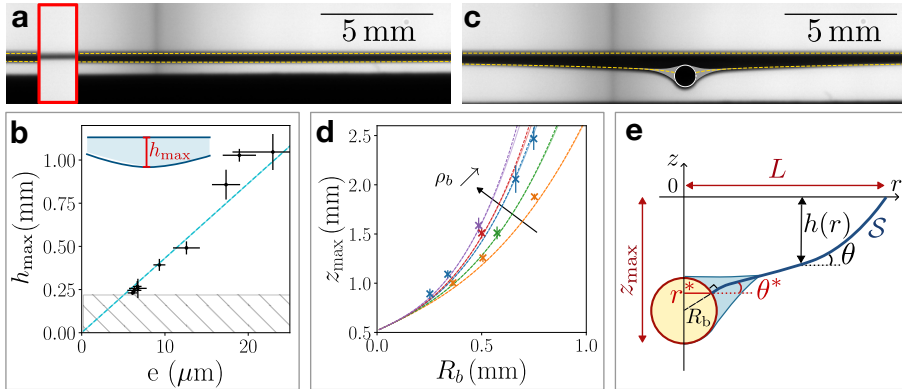 a
5 mm
c
5 mm
b
h_max
h_max (mm)
1.00
0.75
0.50
0.25
0.00
0
10
20
e (μm)
d
ρ_b ↗
z_max (mm)
2.5
2.0
1.5
1.0
0.5
0.0
0.5
1.0
R_b (mm)
e
z
0
L
r
h(r)
S
θ
z_max
r*
θ*
R_b